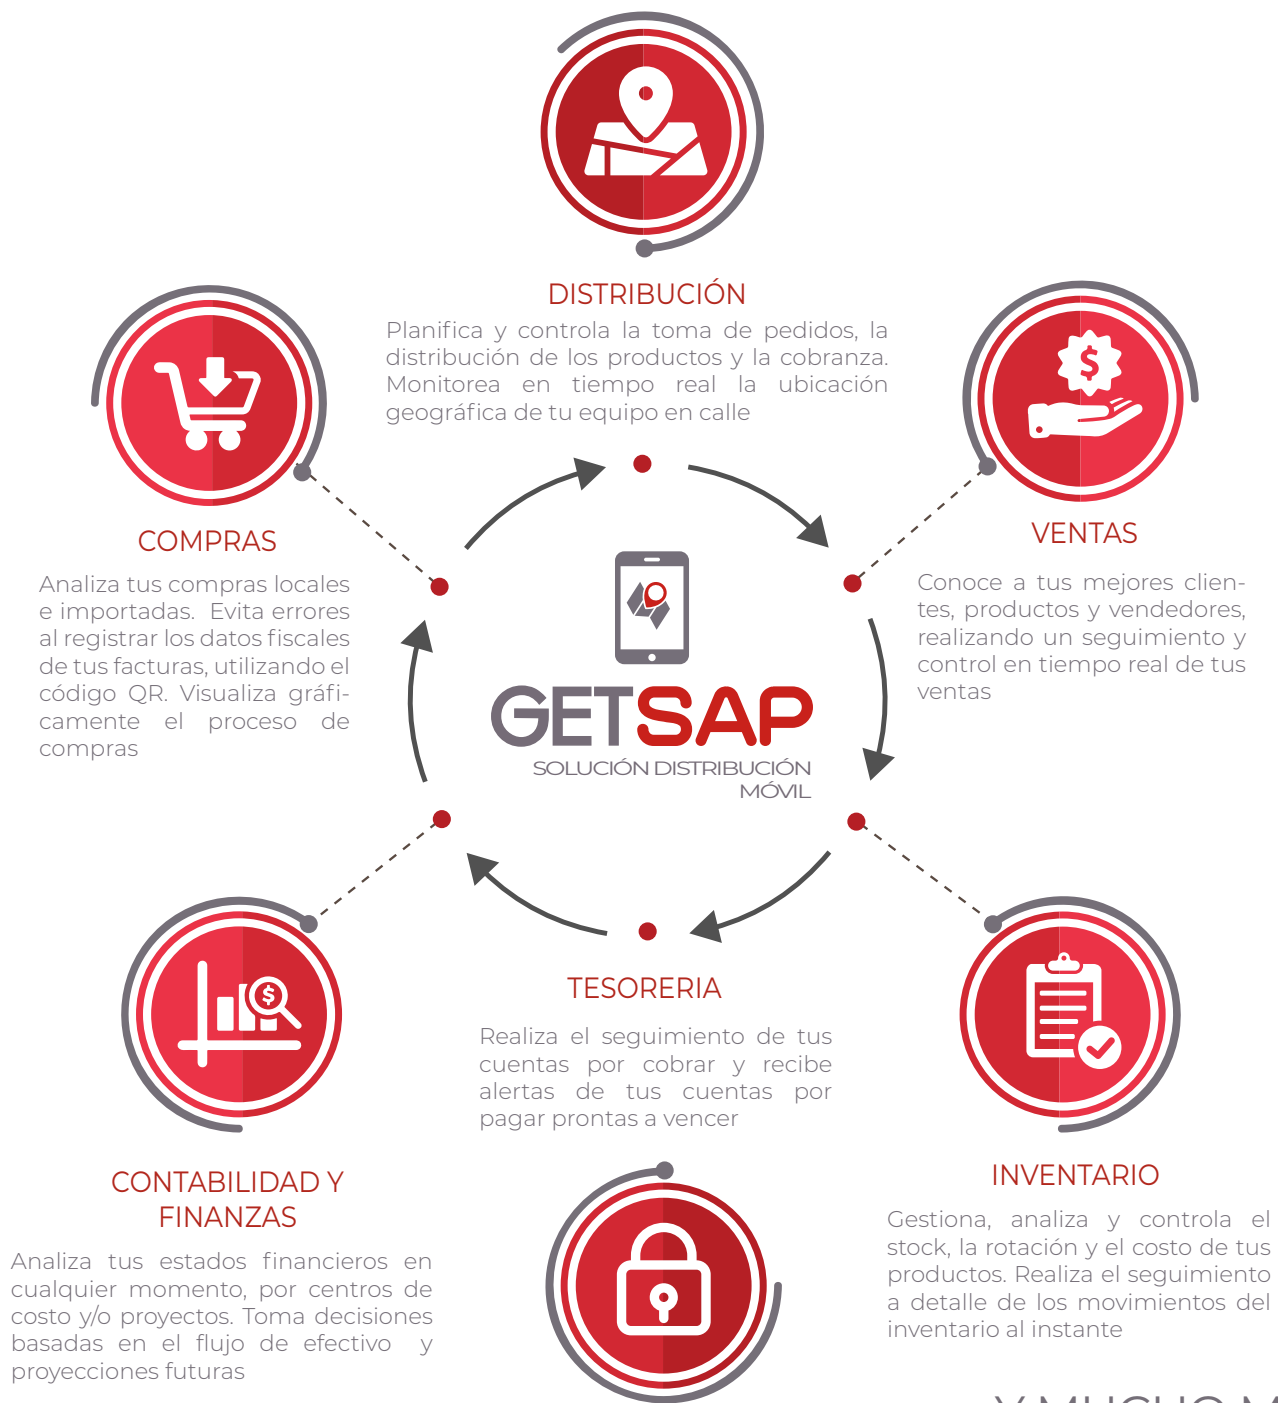 DISTRIBUCIÓN
Planifica y controla la toma de pedidos, la
distribución de los productos y la cobranza.
Monitorea en tiempo real la ubicación
geográfica de tu equipo en calle
COMPRAS
Analiza tus compras locales
e importadas. Evita errores
al registrar los datos fiscales
de tus facturas, utilizando el
código QR. Visualiza gráfi-
camente el proceso de
compras
VENTAS
Conoce a tus mejores clien-
tes, productos y vendedores,
realizando un seguimiento y
control en tiempo real de tus
ventas
GETSAP
SOLUCIÓN DISTRIBUCIÓN
MÓVIL
TESORERIA
Realiza el seguimiento de tus
cuentas por cobrar y recibe
alertas de tus cuentas por
pagar prontas a vencer
CONTABILIDAD Y
FINANZAS
Analiza tus estados financieros en
cualquier momento, por centros de
costo y/o proyectos. Toma decisiones
basadas en el flujo de efectivo y
proyecciones futuras
INVENTARIO
Gestiona, analiza y controla el
stock, la rotación y el costo de tus
productos. Realiza el seguimiento
a detalle de los movimientos del
inventario al instante
Y MUCHO